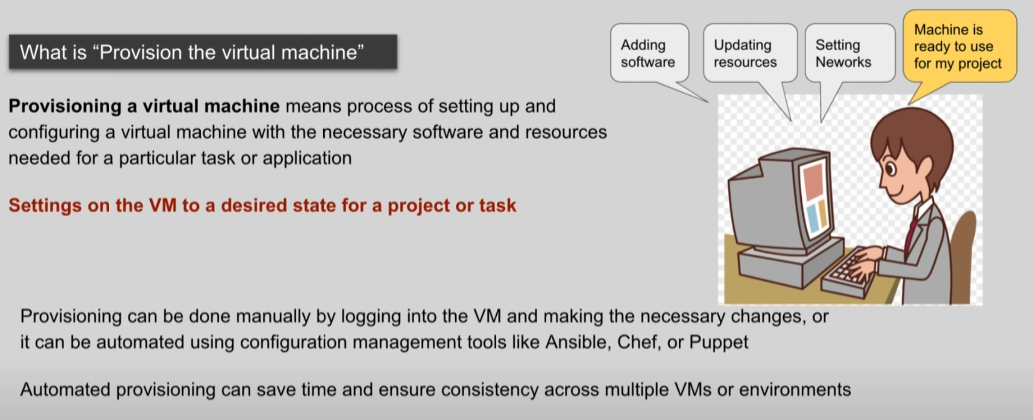 What is “Provision the virtual machine”
Adding
software
Updating
resources
Setting
Neworks
Machine is
ready to use
for my project
Provisioning a virtual machine means process of setting up and
configuring a virtual machine with the necessary software and resources
needed for a particular task or application
Settings on the VM to a desired state for a project or task
Provisioning can be done manually by logging into the VM and making the necessary changes, or
it can be automated using configuration management tools like Ansible, Chef, or Puppet
Automated provisioning can save time and ensure consistency across multiple VMs or environments